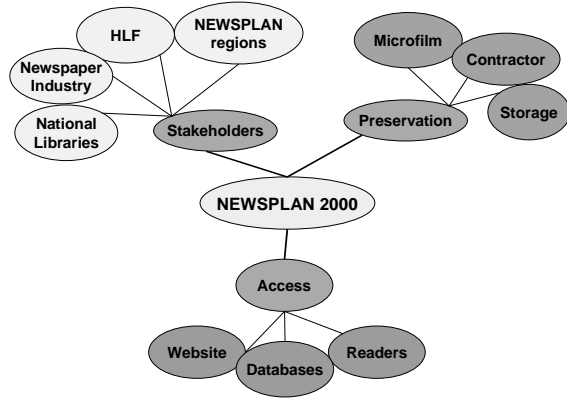 HLF
NEWSPLAN
regions
Newspaper
Industry
National
Libraries
Stakeholders
Microfilm
Contractor
Storage
Preservation
NEWSPLAN 2000
Access
Website
Databases
Readers